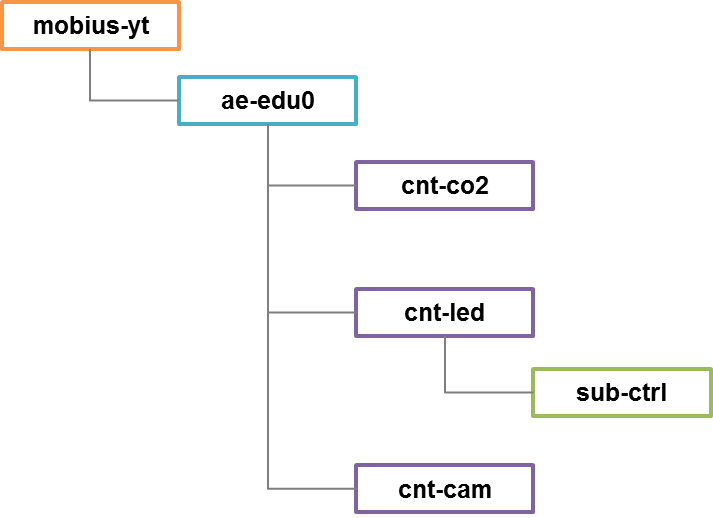 mobius-yt
ae-edu0
cnt-co2
cnt-led
sub-ctrl
cnt-cam